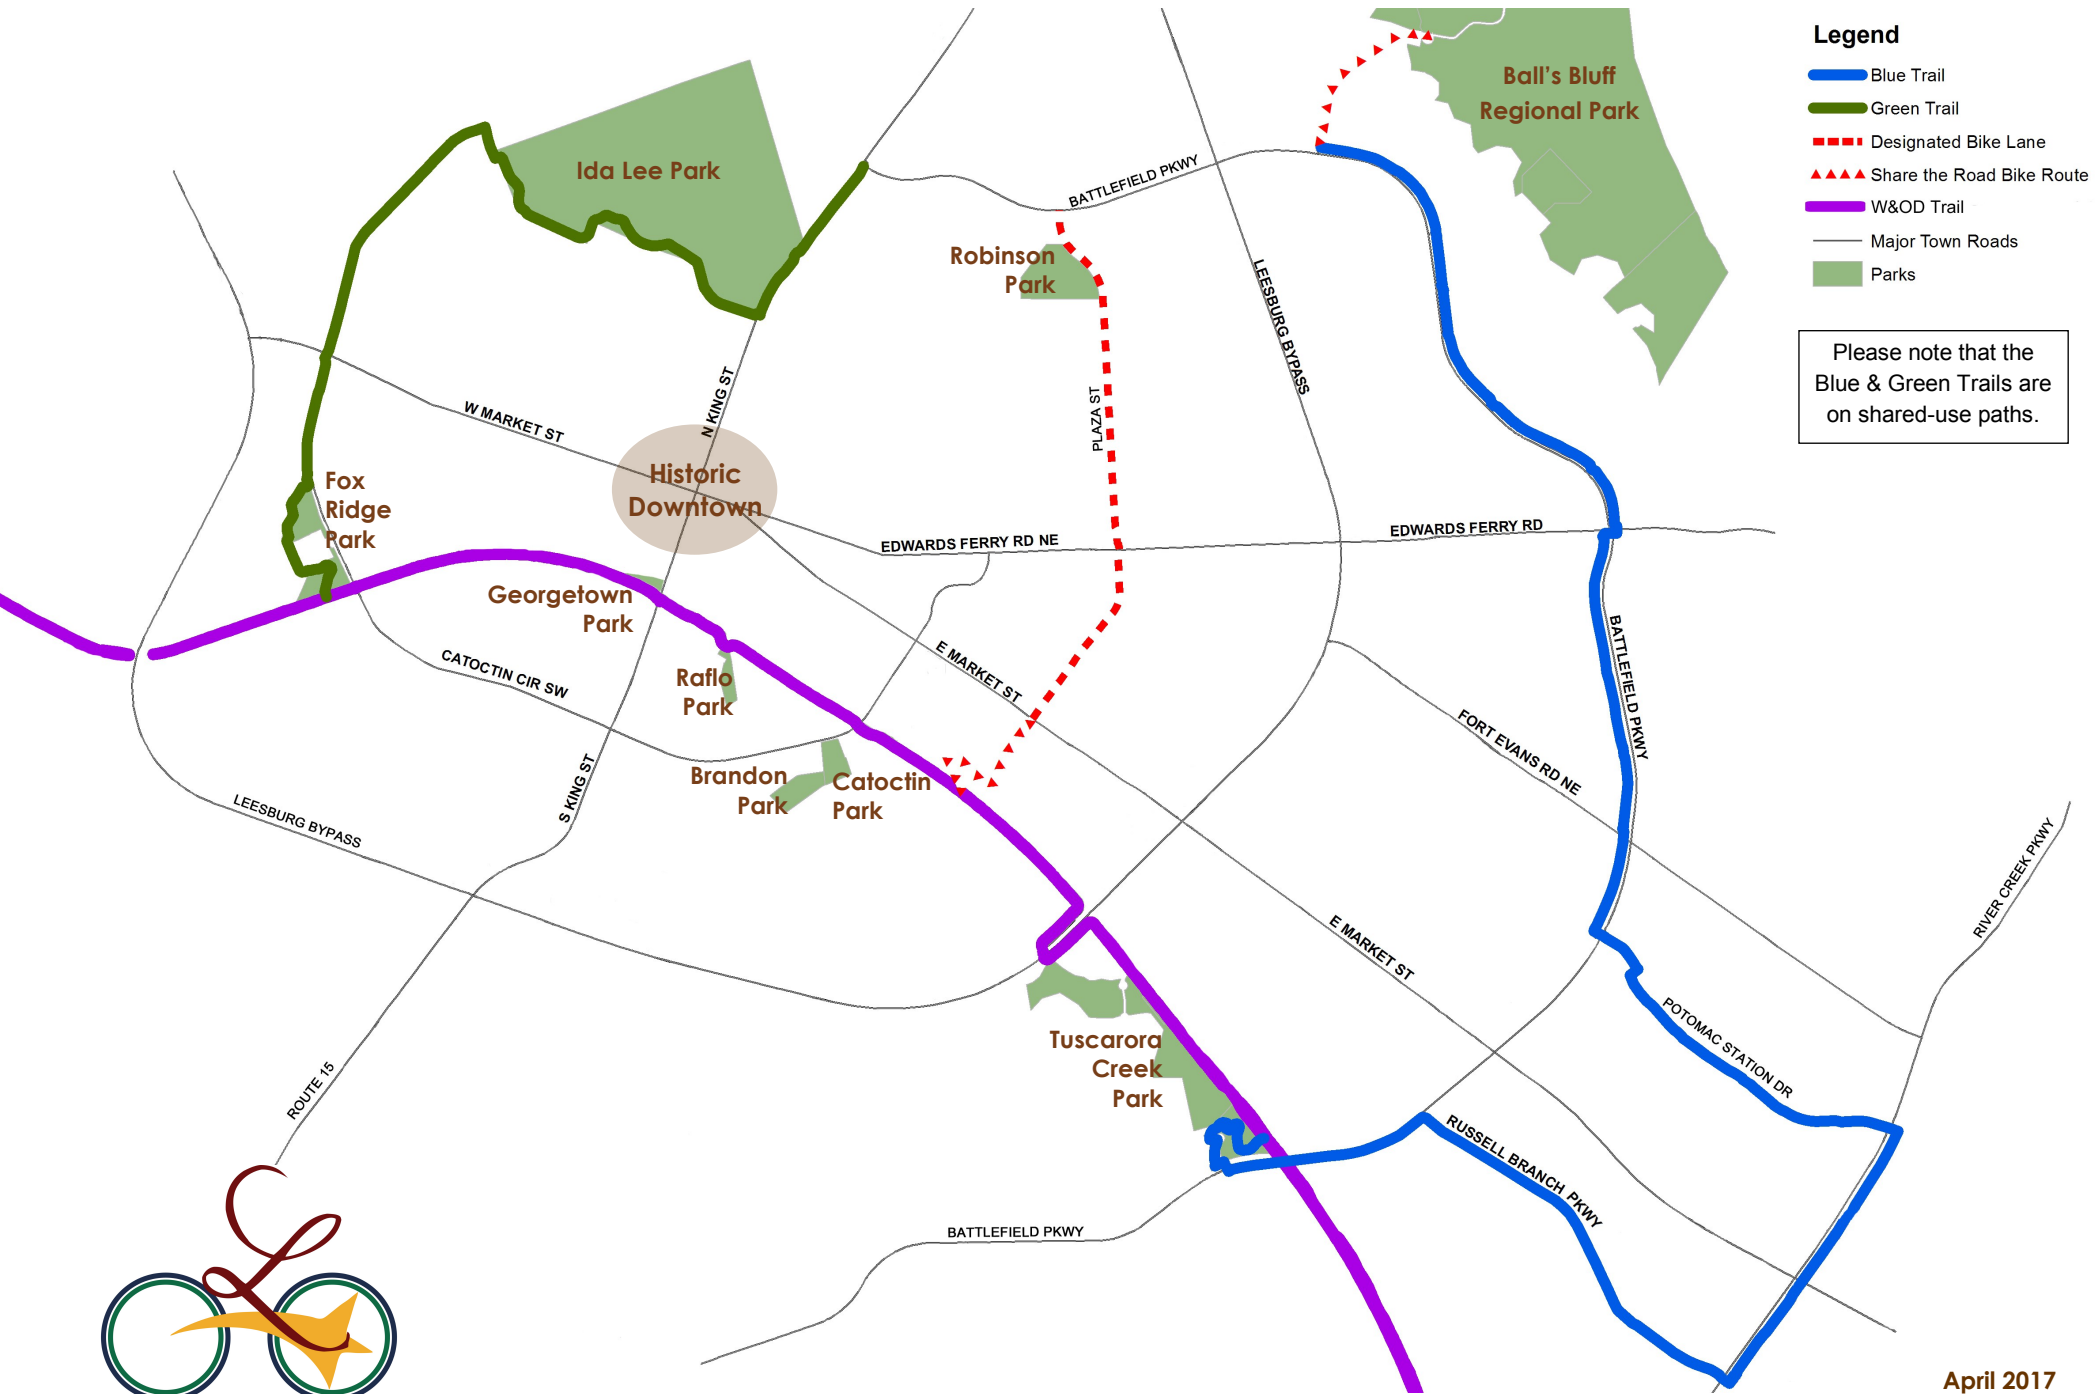 Legend
Blue Trail
Green Trail
Designated Bike Lane
Share the Road Bike Route
W&OD Trail
Major Town Roads
Parks
Please note that the
Blue & Green Trails are
on shared-use paths.
Ball's Bluff
Regional Park
Ida Lee Park
BATTLEFIELD PKWY
Robinson
Park
LEESBURG BYPASS
N KING ST
PLAZA ST
W MARKET ST
Historic
Downtown
Fox
Ridge
Park
EDWARDS FERRY RD NE
EDWARDS FERRY RD
Georgetown
Park
BATTLEFIELD PKWY
CATOCTIN CIR SW
E MARKET ST
Raflo
Park
FORT EVANS RD NE
Brandon
Park
Catoctin
Park
S KING ST
LEESBURG BYPASS
RIVER CREEK PKWY
E MARKET ST
POTOMAC STATION DR
Tuscarora
Creek
Park
ROUTE 15
RUSSELL BRANCH PKWY
BATTLEFIELD PKWY
April 2017